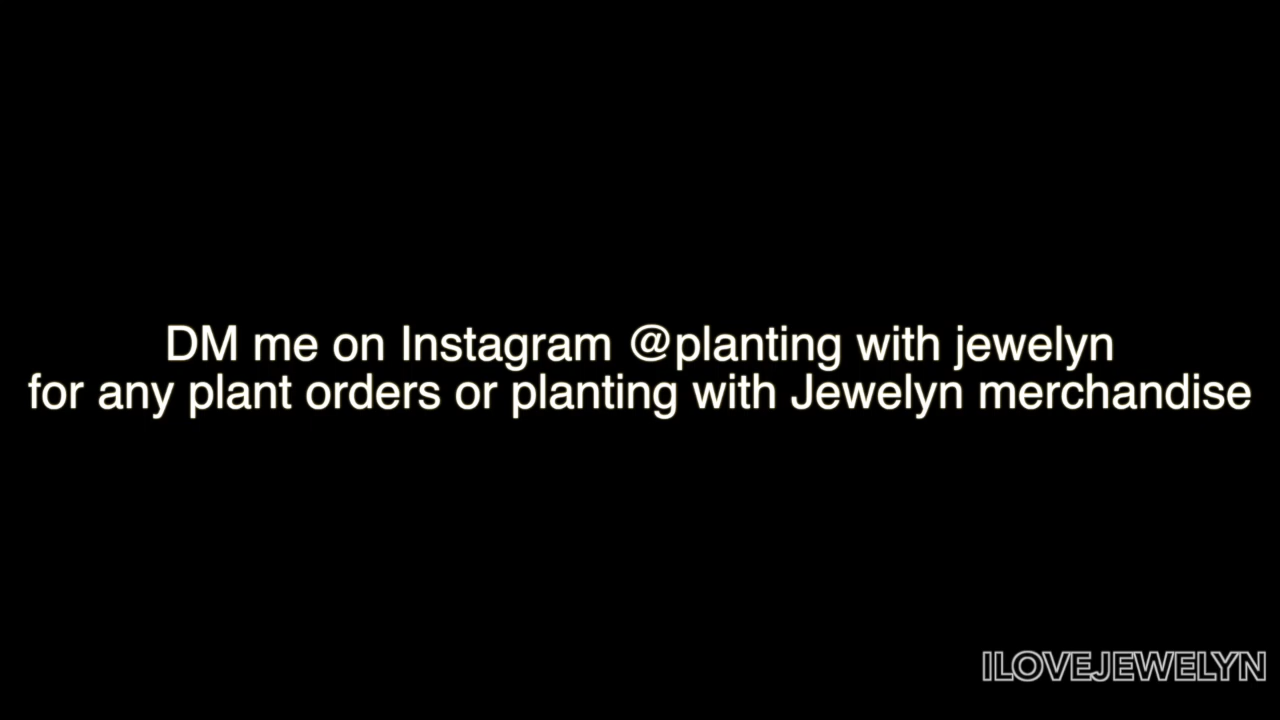 DM me on Instagram @planting with jewelyn
for any plant orders or planting with Jewelyn merchandise
ILOVEJEWELYN